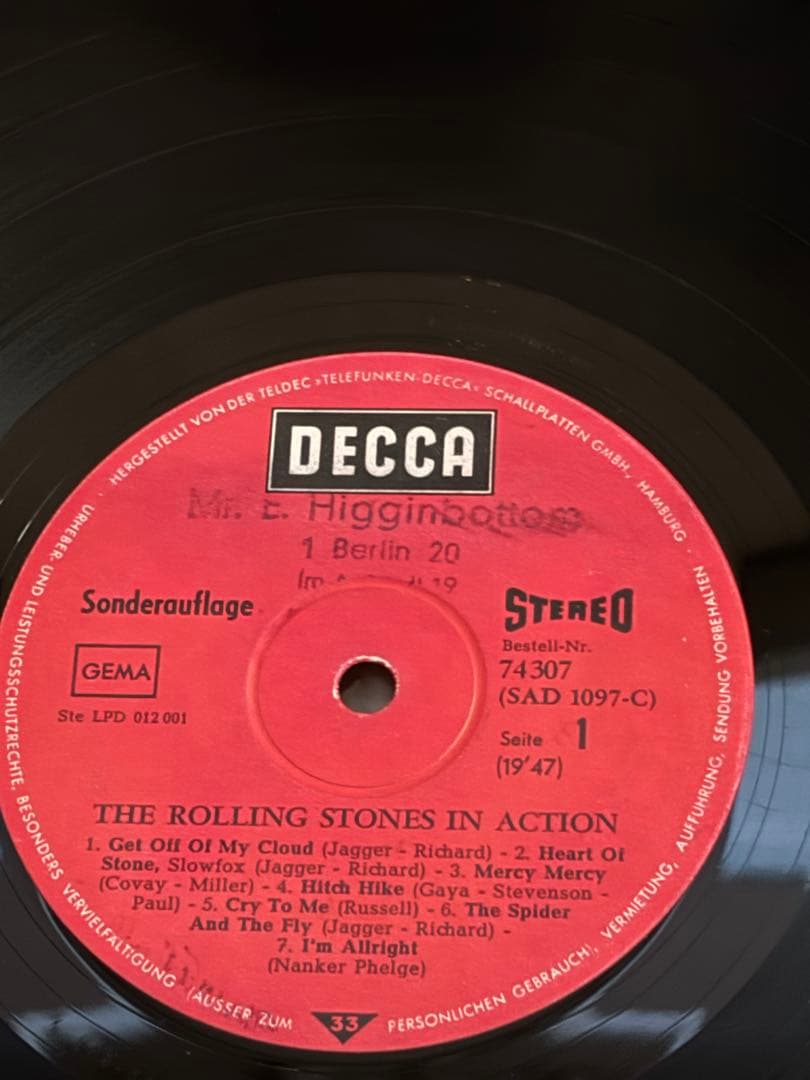 HERGESTELLT VON DER TELDEC »TELEFUNKEN-DECCA« SCHALLPLATTEN GMBH., HAMBURG ·
URHEBER- UND LEISTUNGSSCHUTZRECHTE, BESONDERS VERVIELFÄLTIGUNG (AUSSER ZUM PERSÖNLICHEN GEBRAUCH), VERMIETUNG, AUFFÜHRUNG, SENDUNG VORBEHALTEN
DECCA
Mr. E. Higginbottom
1 Berlin 20
19
Sonderauflage
STEREO
GEMA
Bestell-Nr.
74307
(SAD 1097-C)
Ste LPD 012 001
Seite 1
(19'47)
THE ROLLING STONES IN ACTION
1. Get Off Of My Cloud (Jagger - Richard) - 2. Heart Of
Stone, Slowfox (Jagger - Richard) - 3. Mercy Mercy
(Covay - Miller) - 4. Hitch Hike (Gaya - Stevenson -
Paul) - 5. Cry To Me (Russell) - 6. The Spider
And The Fly (Jagger - Richard) -
7. I'm Allright
(Nanker Phelge)
33